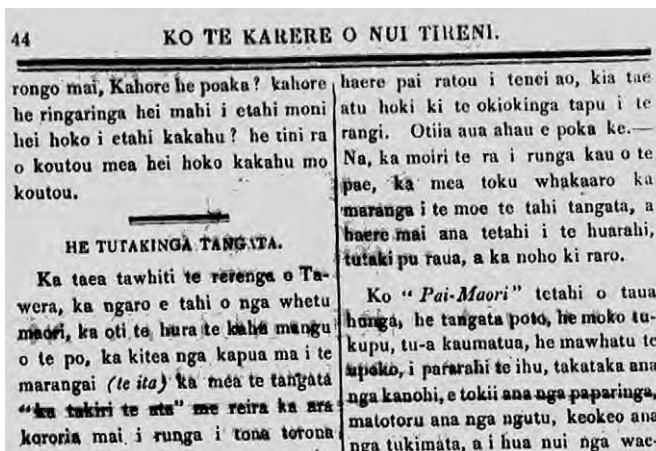 44 KO TE KARERE O NUI TIRENI.
rongo mai, Kahore he poaka? kahore
he ringaringa hei mahi i etahi moni
hei hoko i etahi kakahu? he tini ra
o koutou mea hei hoko kakahu mo
koutou.
HE TUTAKINGA TANGATA.
Ka taea tawhiti te rerenga o Ta-
wera, ka ngaro e tahi o nga whetu
maori, ka oti te hura te kahu mangu
o te po, ka kitea nga kapua ma i te
marangai (te ita) ka mea te tangata
"ka takiri te ata" me reira ka ara
kororia mai i runga i tona torona
haere pai ratou i tenei ao, kia tae
atu hoki ki te okiokinga tapu i te
rangi. Otiia aua ahau e poka ke.—
Na, ka moiri te ra i runga kau o te
pae, ka mea toku whakaaro ka
maranga i te moe te tahi tangata, a
haere mai ana tetahi i te huarahi,
tutaki pu raua, a ka noho ki raro.
Ko "Pai-Maori" tetahi o taua
hunga, he tangata poto, he moko tu-
kupu, tu-a kaumatua, he mawhatu te
upoko, i pararahi te ihu, takataka ana
nga kanohi, e tokii ana nga paparinga,
matotoru ana nga ngutu, keokeo ana
nga tukimata, a i hua nui nga wae-